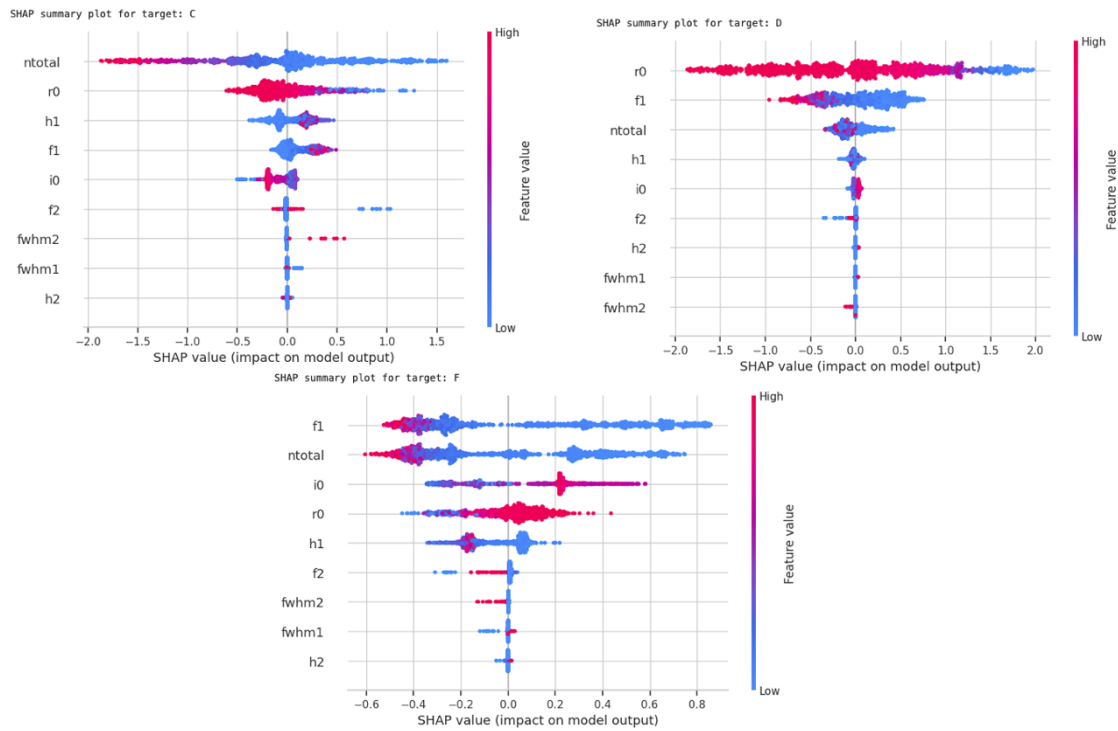 SHAP summary plot for target: C
High
ntotal
r0
h1
f1
i0
f2
fwhm2
fwhm1
h2
Feature value
Low
−2.0 −1.5 −1.0 −0.5 0.0 0.5 1.0 1.5
SHAP value (impact on model output)
SHAP summary plot for target: D
High
r0
f1
ntotal
h1
i0
f2
h2
fwhm1
fwhm2
Feature value
Low
−2.0 −1.5 −1.0 −0.5 0.0 0.5 1.0 1.5 2.0
SHAP value (impact on model output)
SHAP summary plot for target: F
High
f1
ntotal
i0
r0
h1
f2
fwhm2
fwhm1
h2
Feature value
Low
−0.6 −0.4 −0.2 0.0 0.2 0.4 0.6 0.8
SHAP value (impact on model output)